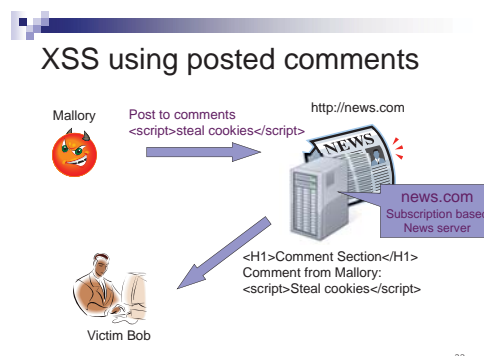 XSS using posted comments
Mallory
Post to comments
<script>steal cookies</script>
http://news.com
NEWS
news.com
Subscription based
News server
<H1>Comment Section</H1>
Comment from Mallory:
<script>Steal cookies</script>
Victim Bob